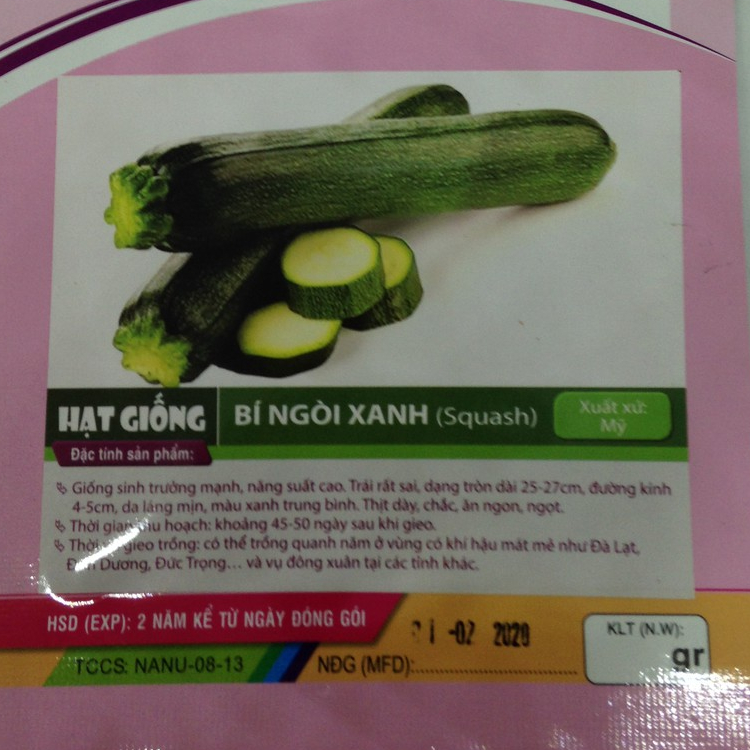 HẠT GIỐNG
BÍ NGÒI XANH (Squash)
Xuất xứ:
Mỹ
Đặc tính sản phẩm:
Giống sinh trưởng mạnh, năng suất cao. Trái rất sai, dạng tròn dài 25-27cm, đường kính
4-5cm, da láng mịn, màu xanh trung bình. Thịt dày, chắc, ăn ngon, ngọt.
Thời gian thu hoạch: khoảng 45-50 ngày sau khi gieo.
Thời gieo trồng: có thể trồng quanh năm ở vùng có khí hậu mát mẻ như Đà Lạt,
Dương, Đức Trọng... và vụ đông xuân tại các tỉnh khác.
HSD (EXP): 2 NĂM KỂ TỪ NGÀY ĐÓNG GÓI
-02 2020
KLT (N.W):
gr
TCCS: NANU-08-13
NĐG (MFD):